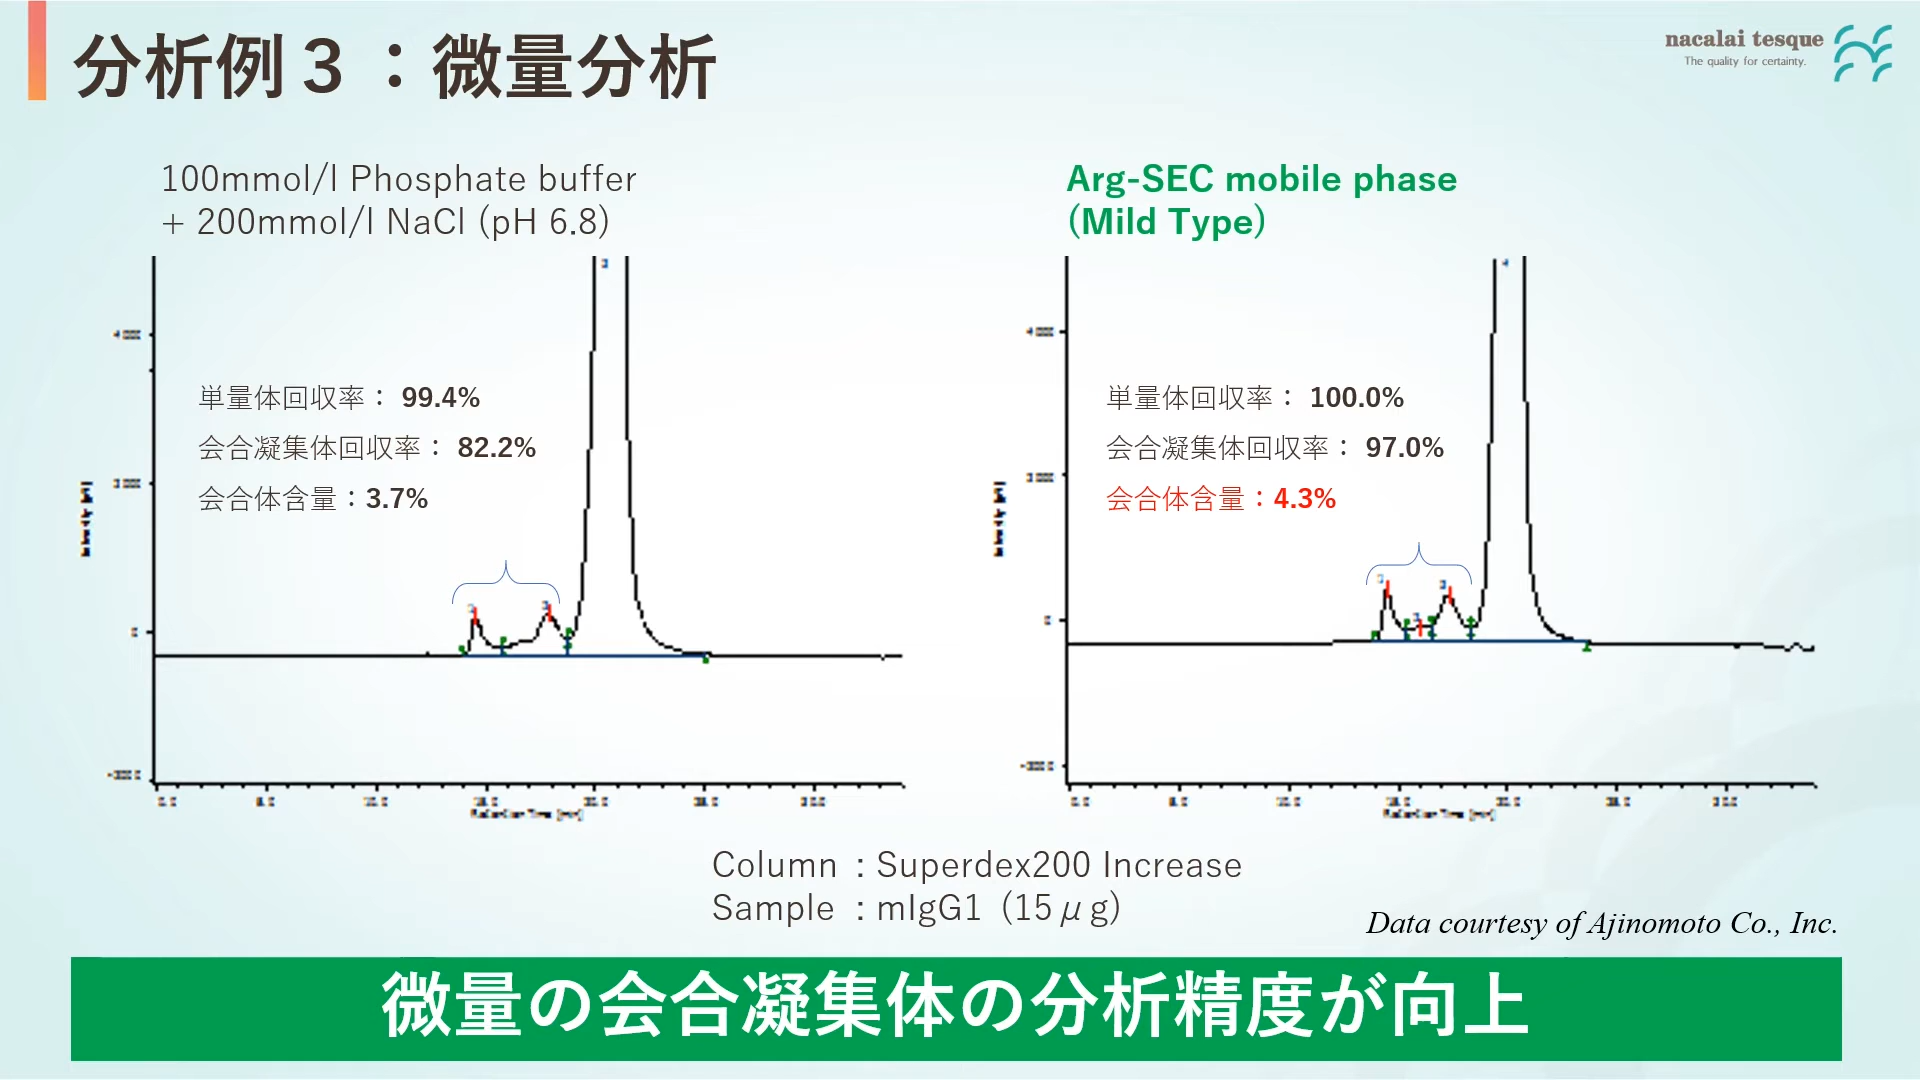 分析例３：微量分析
nacalai tesque
The quality for certainty.
100mmol/l Phosphate buffer
+ 200mmol/l NaCl (pH 6.8)
単量体回収率： 99.4%
会合凝集体回収率： 82.2%
会合体含量：3.7%
Arg-SEC mobile phase
(Mild Type)
単量体回収率： 100.0%
会合凝集体回収率： 97.0%
会合体含量：4.3%
Column : Superdex200 Increase
Sample : mIgG1 (15μg)
Data courtesy of Ajinomoto Co., Inc.
微量の会合凝集体の分析精度が向上